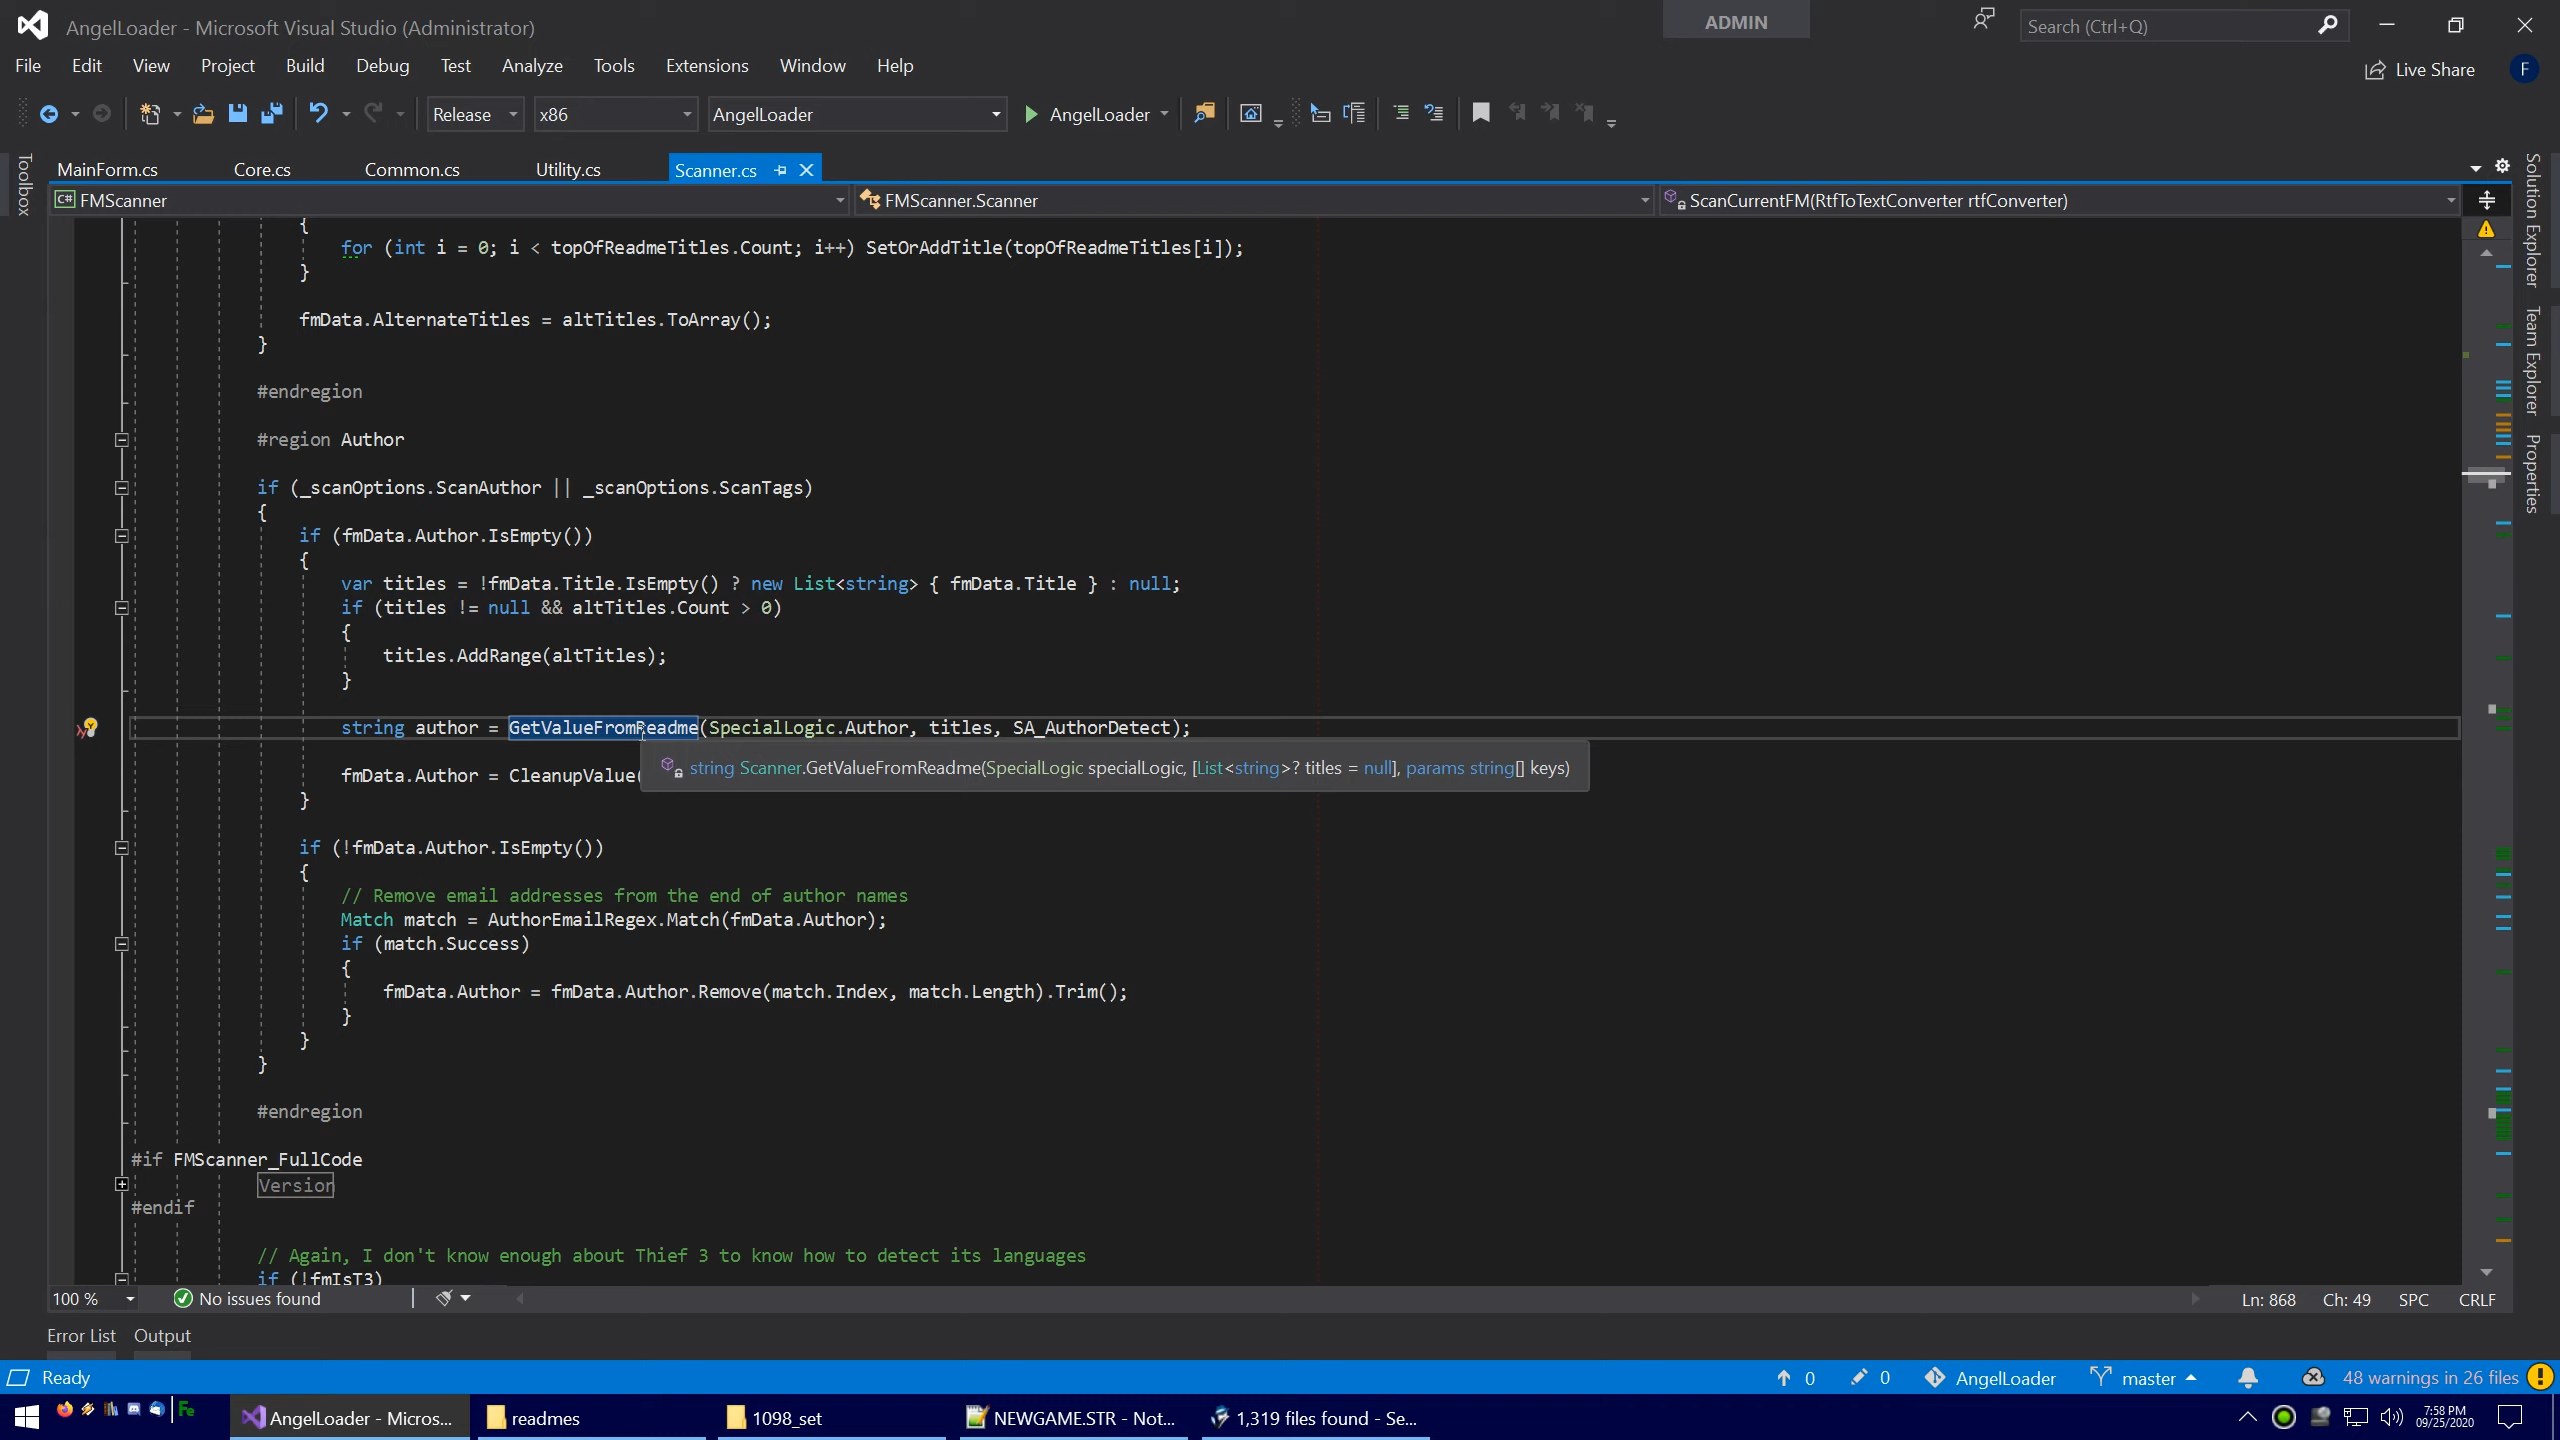 AngelLoader - Microsoft Visual Studio (Administrator)
ADMIN
Search (Ctrl+Q)
File Edit View Project Build Debug Test Analyze Tools Extensions Window Help
Live Share
F
Release x86 AngelLoader AngelLoader
Toolbox
MainForm.cs Core.cs Common.cs Utility.cs Scanner.cs
C# FMScanner FMScanner.Scanner ScanCurrentFM(RtfToTextConverter rtfConverter)
Solution Explorer
Team Explorer
Properties
{
for (int i = 0; i < topOfReadmeTitles.Count; i++) SetOrAddTitle(topOfReadmeTitles[i]);
}
fmData.AlternateTitles = altTitles.ToArray();
}
#endregion
#region Author
if (_scanOptions.ScanAuthor || _scanOptions.ScanTags)
{
if (fmData.Author.IsEmpty())
{
var titles = !fmData.Title.IsEmpty() ? new List<string> { fmData.Title } : null;
if (titles != null && altTitles.Count > 0)
{
titles.AddRange(altTitles);
}
string author = GetValueFromReadme(SpecialLogic.Author, titles, SA_AuthorDetect);
string Scanner.GetValueFromReadme(SpecialLogic specialLogic, [List<string>? titles = null], params string[] keys)
fmData.Author = CleanupValue(
}
if (!fmData.Author.IsEmpty())
{
// Remove email addresses from the end of author names
Match match = AuthorEmailRegex.Match(fmData.Author);
if (match.Success)
{
fmData.Author = fmData.Author.Remove(match.Index, match.Length).Trim();
}
}
}
#endregion
#if FMScanner_FullCode
Version
#endif
// Again, I don't know enough about Thief 3 to know how to detect its languages
if (!fmIsT3)
100 % No issues found Ln: 868 Ch: 49 SPC CRLF
Error List Output
Ready 0 0 AngelLoader master 48 warnings in 26 files
Fe AngelLoader - Micros... readmes 1098_set NEWGAME.STR - Not... 1,319 files found - Se... 7:58 PM
09/25/2020